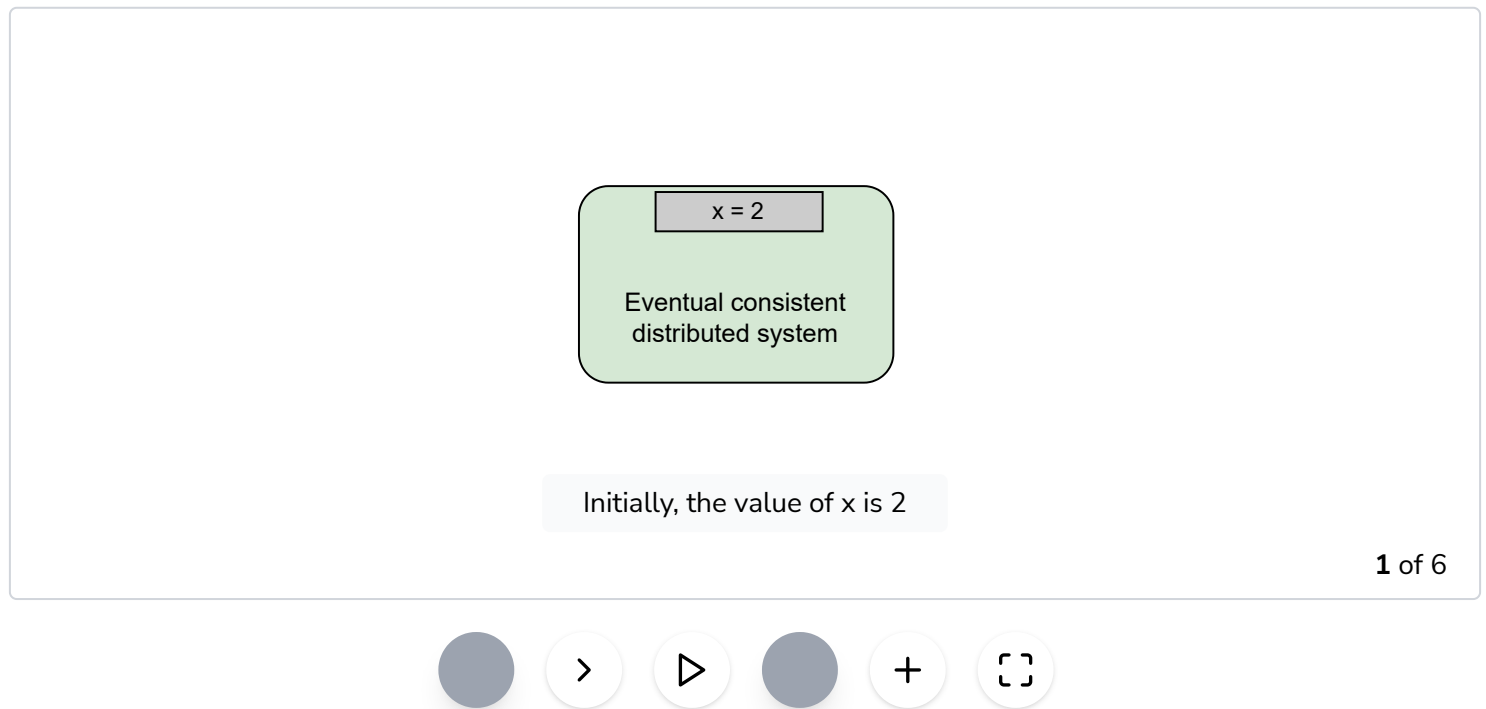 x = 2
Eventual consistent
distributed system
Initially, the value of x is 2
1 of 6